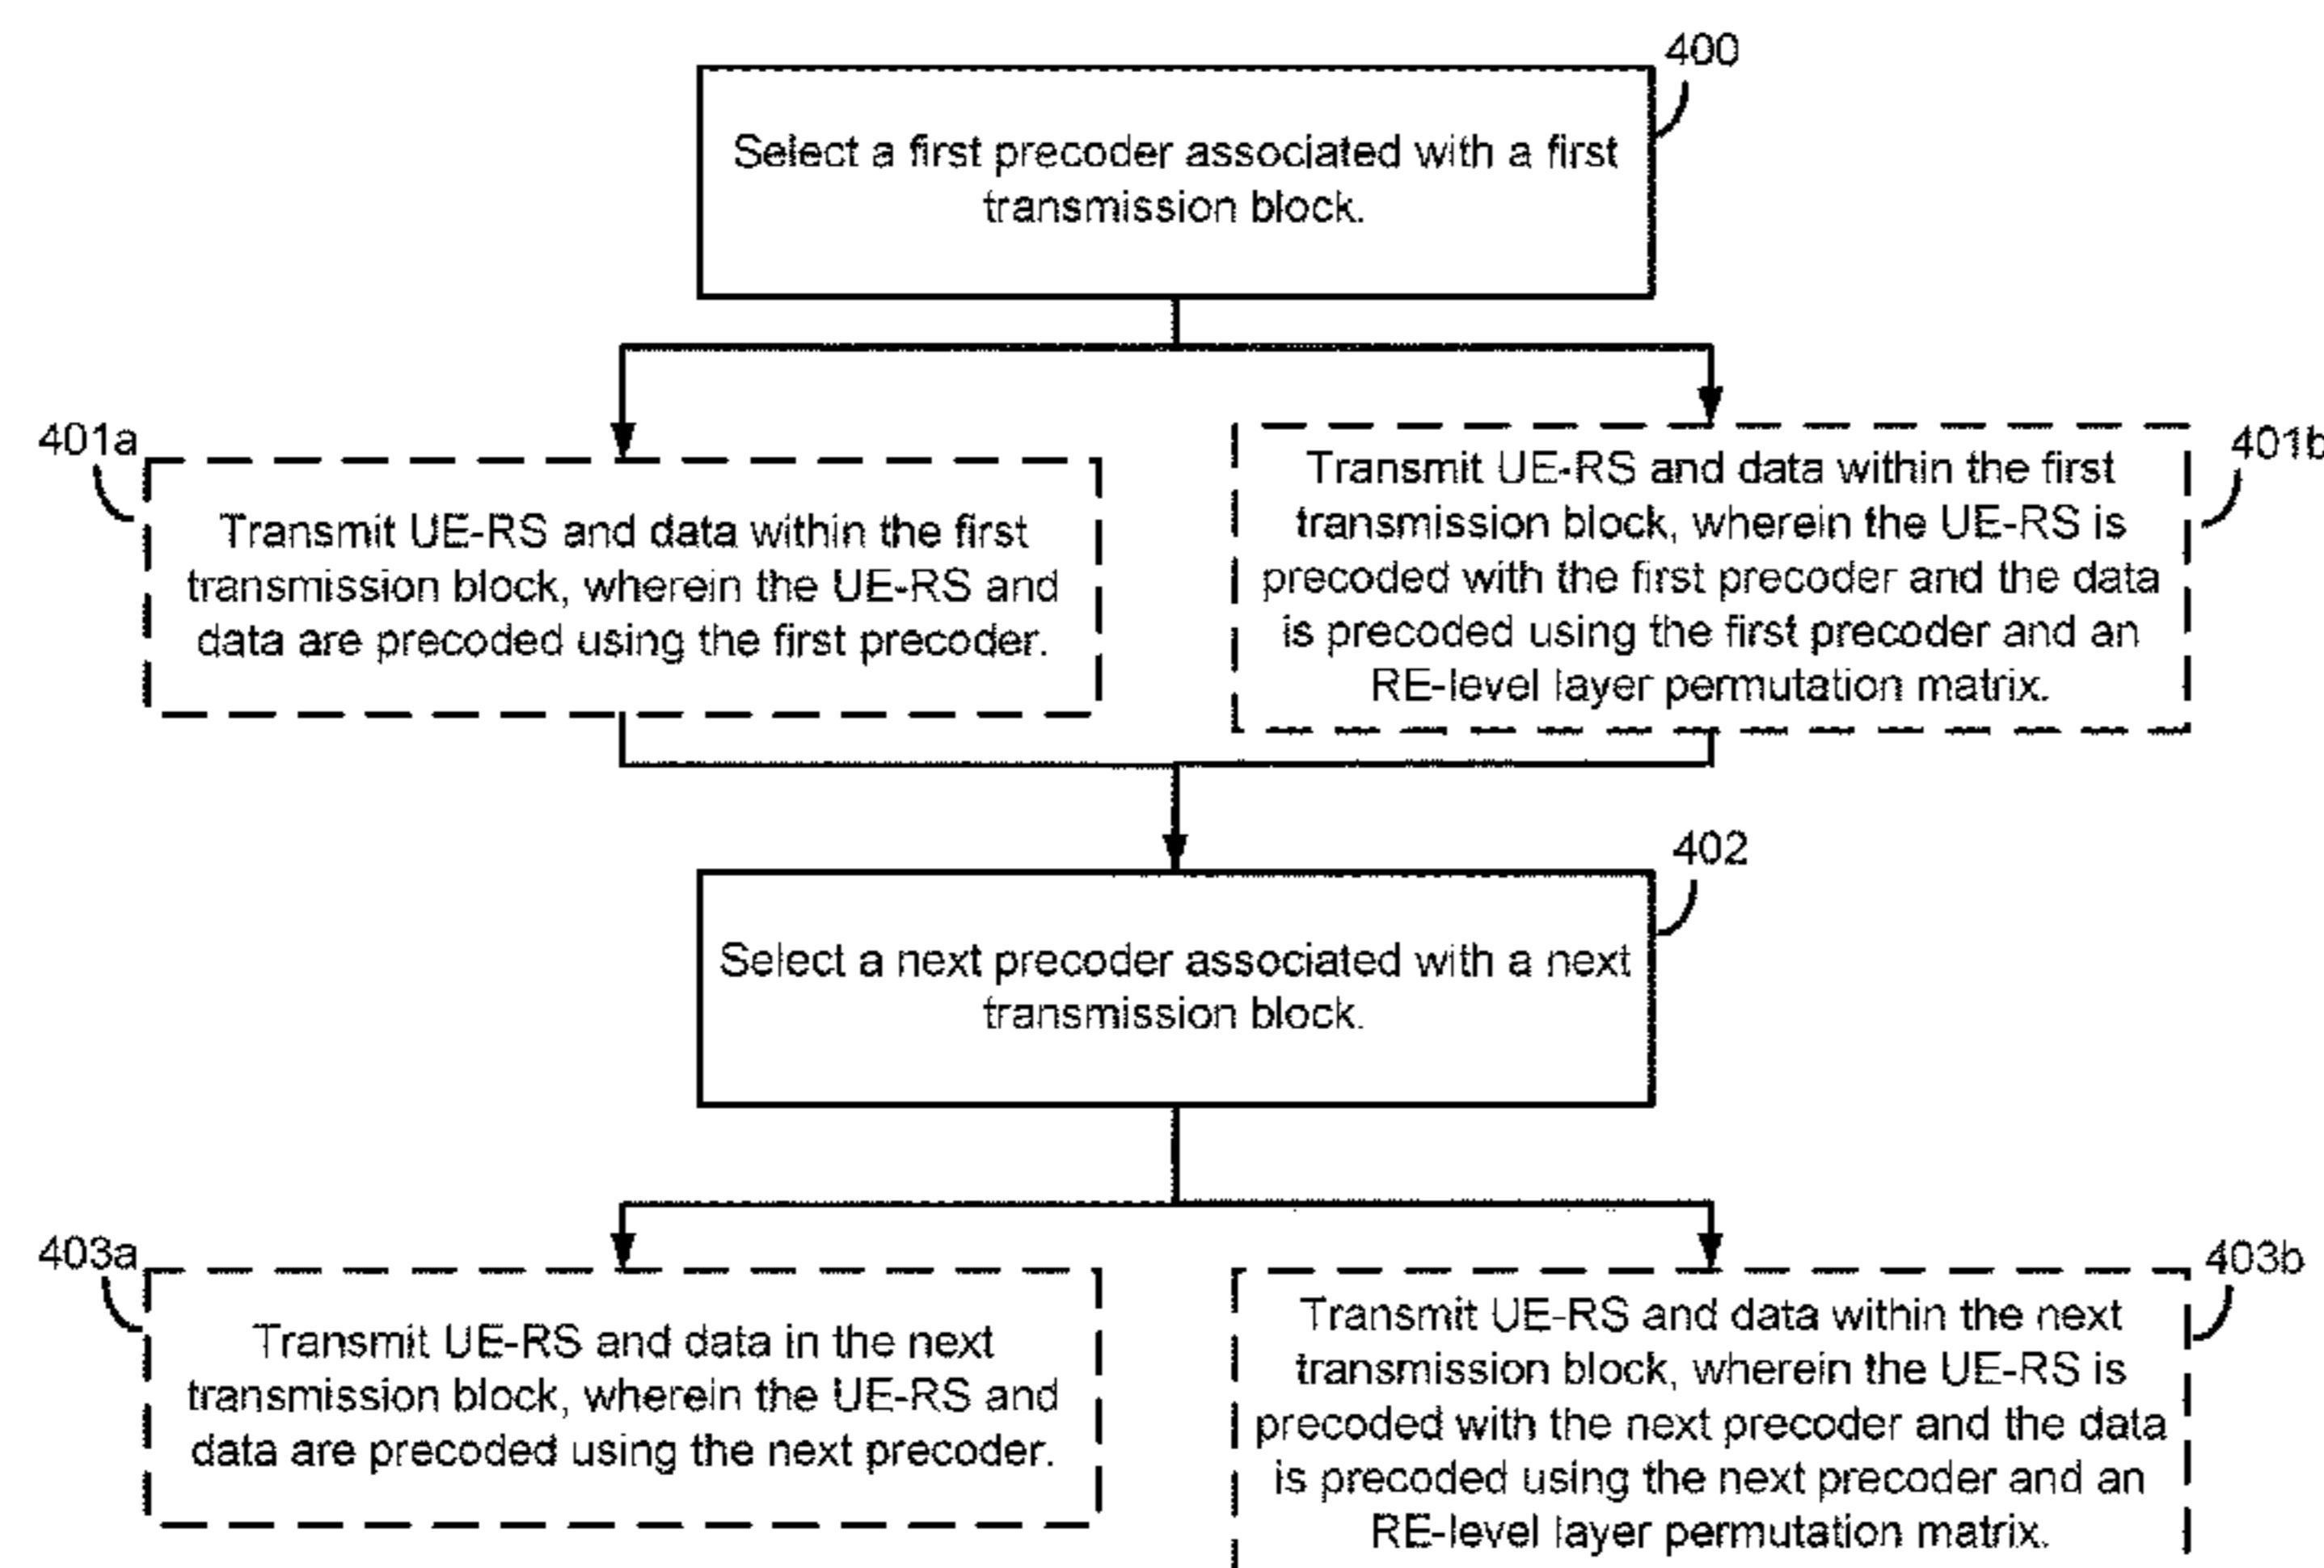 400
Select a first precoder associated with a first
transmission block.
401a
Transmit UE-RS and data within the first
transmission block, wherein the UE-RS and
data are precoded using the first precoder.
401b
Transmit UE-RS and data within the first
transmission block, wherein the UE-RS is
precoded with the first precoder and the data
is precoded using the first precoder and an
RE-level layer permutation matrix.
402
Select a next precoder associated with a next
transmission block.
403a
Transmit UE-RS and data in the next
transmission block, wherein the UE-RS and
data are precoded using the next precoder.
403b
Transmit UE-RS and data within the next
transmission block, wherein the UE-RS is
precoded with the next precoder and the data
is precoded using the next precoder and an
RE-level layer permutation matrix.